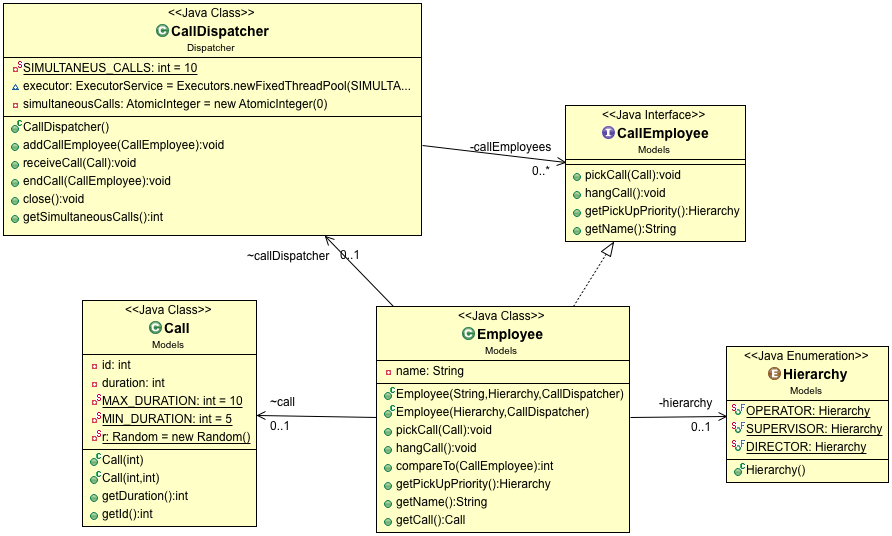 <<Java Class>>
CallDispatcher
Dispatcher
SIMULTANEUS_CALLS: int = 10
executor: ExecutorService = Executors.newFixedThreadPool(SIMULTA...
simultaneousCalls: AtomicInteger = new AtomicInteger(0)
CallDispatcher()
addCallEmployee(CallEmployee):void
receiveCall(Call):void
endCall(CallEmployee):void
close():void
getSimultaneousCalls():int
-callEmployees
0..*
<<Java Interface>>
CallEmployee
Models
pickCall(Call):void
hangCall():void
getPickUpPriority():Hierarchy
getName():String
~callDispatcher
0..1
<<Java Class>>
Call
Models
id: int
duration: int
MAX_DURATION: int = 10
MIN_DURATION: int = 5
r: Random = new Random()
Call(int)
Call(int,int)
getDuration():int
getId():int
~call
0..1
<<Java Class>>
Employee
Models
name: String
Employee(String,Hierarchy,CallDispatcher)
Employee(Hierarchy,CallDispatcher)
pickCall(Call):void
hangCall():void
compareTo(CallEmployee):int
getPickUpPriority():Hierarchy
getName():String
getCall():Call
-hierarchy
0..1
<<Java Enumeration>>
Hierarchy
Models
OPERATOR: Hierarchy
SUPERVISOR: Hierarchy
DIRECTOR: Hierarchy
Hierarchy()